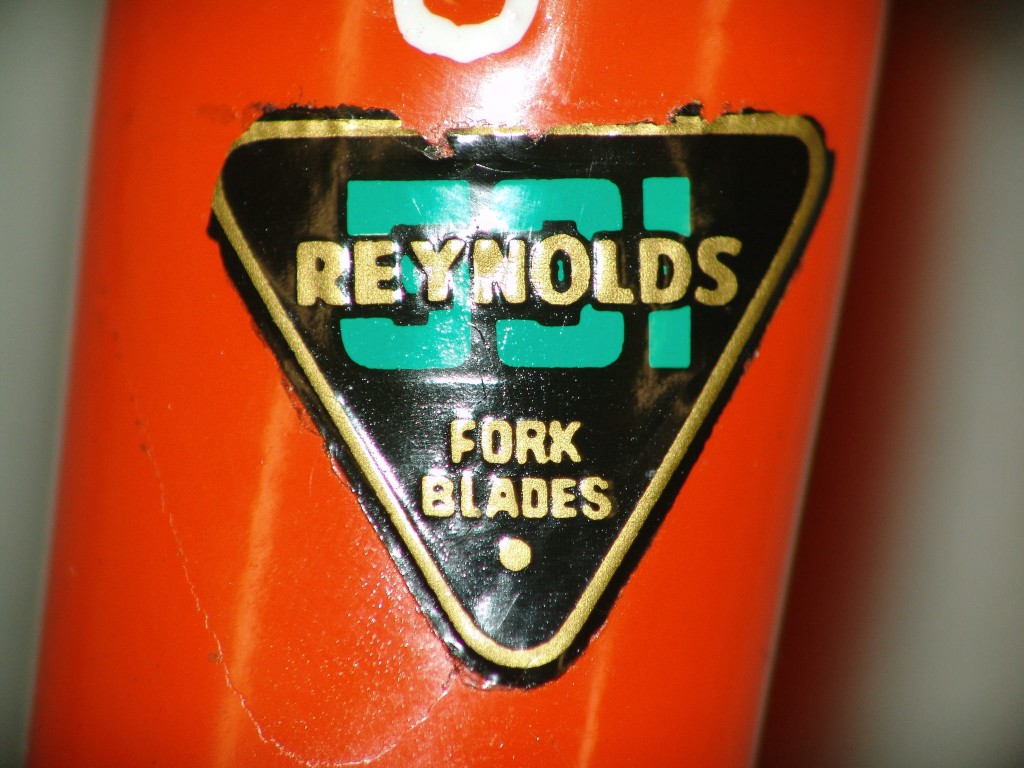 531
REYNOLDS
FORK
BLADES